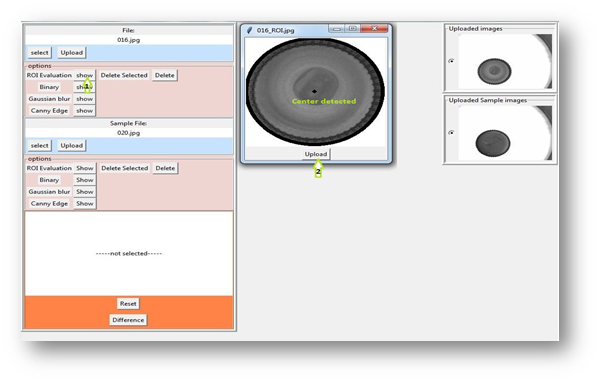 File:
016.jpg
select Upload
options
ROI Evaluation show Delete Selected Delete
Binary show
1
Gaussian blur show
Canny Edge show
Sample File:
020.jpg
select Upload
options
ROI Evaluation Show Delete Selected Delete
Binary Show
Gaussian blur Show
Canny Edge Show
-----not selected-----
Reset
Difference
016_ROI.jpg
Center detected
Upload
2
Uploaded images
Uploaded Sample images